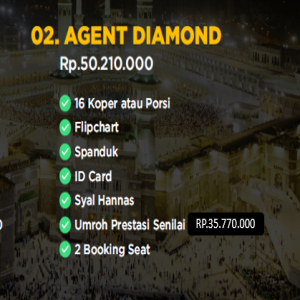 02. AGENT DIAMOND
Rp.50.210.000
16 Koper atau Porsi
Flipchart
Spanduk
ID Card
Syal Hannas
Umroh Prestasi Senilai RP.35.770.000
2 Booking Seat